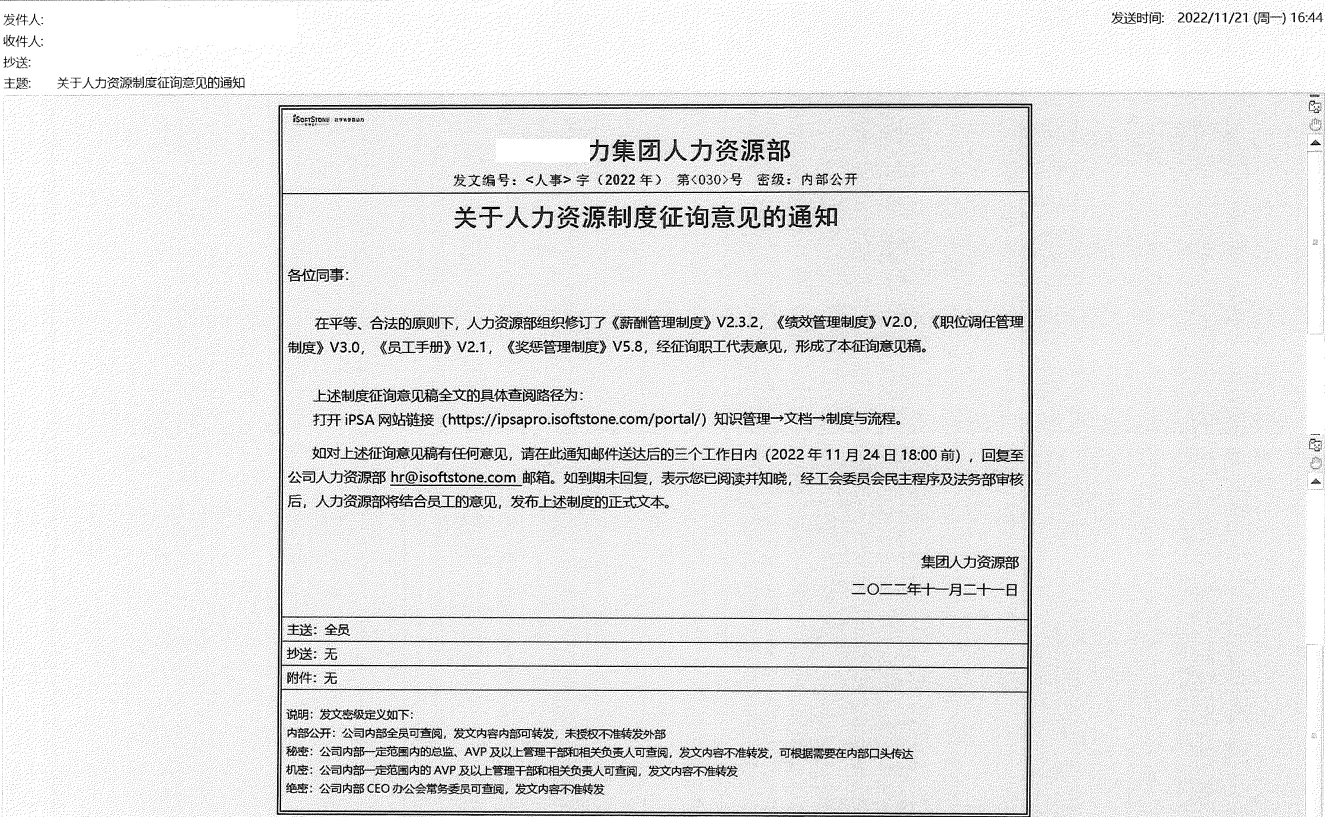 发件人:
发送时间: 2022/11/21 (周一) 16:44
收件人:
抄送:
主题: 关于人力资源制度征询意见的通知
iSOFTSTONE
力集团人力资源部
发文编号：<人事> 字（2022 年） 第<030>号 密级：内部公开
关于人力资源制度征询意见的通知
各位同事：
在平等、合法的原则下，人力资源部组织修订了《薪酬管理制度》V2.3.2，《绩效管理制度》V2.0，《职位调任管理
制度》V3.0，《员工手册》V2.1，《奖惩管理制度》V5.8，经征询职工代表意见，形成了本征询意见稿。
上述制度征询意见稿全文的具体查阅路径为：
打开 iPSA 网站链接（https://ipsapro.isoftstone.com/portal/）知识管理→文档→制度与流程。
如对上述征询意见稿有任何意见，请在此通知邮件送达后的三个工作日内（2022 年 11 月 24 日 18:00 前），回复至
公司人力资源部 hr@isoftstone.com 邮箱。如到期未回复，表示您已阅读并知晓，经工会委员会民主程序及法务部审核
后，人力资源部将结合员工的意见，发布上述制度的正式文本。
集团人力资源部
二〇二二年十一月二十一日
主送：全员
抄送：无
附件：无
说明：发文密级定义如下：
内部公开：公司内部全员可查阅，发文内容内部可转发，未授权不准转发外部
秘密：公司内部一定范围内的总监、AVP 及以上管理干部和相关负责人可查阅，发文内容不准转发，可根据需要在内部口头传达
机密：公司内部一定范围内的 AVP 及以上管理干部和相关负责人可查阅，发文内容不准转发
绝密：公司内部 CEO 办公会常务委员可查阅，发文内容不准转发